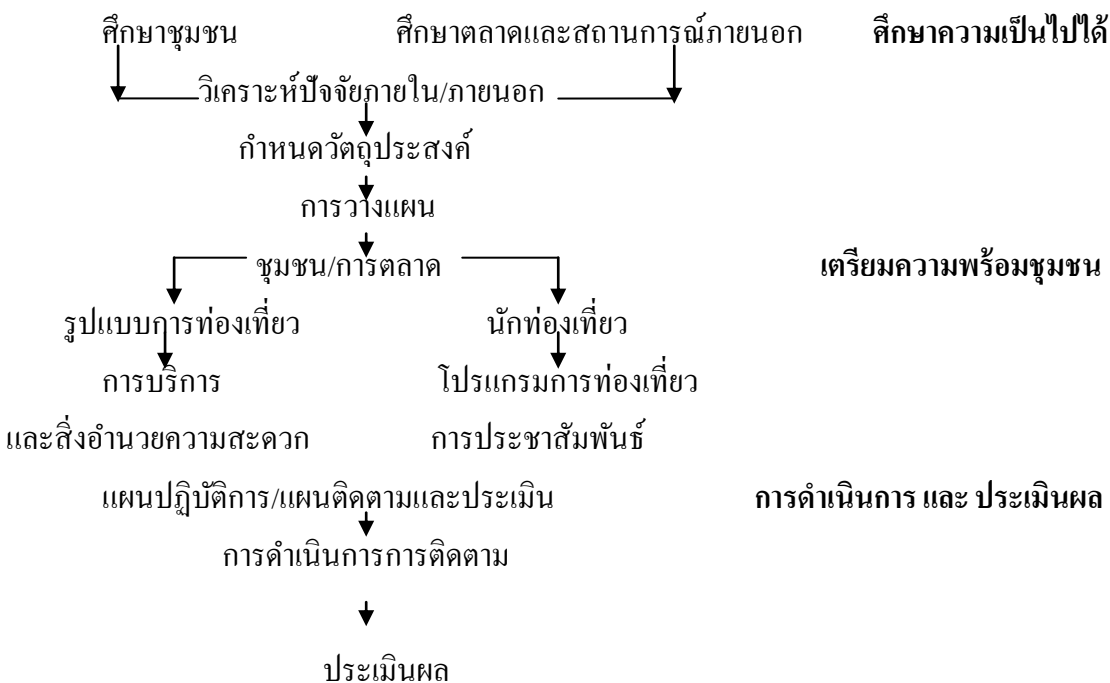 ศึกษาชุมชน ศึกษาตลาดและสถานการณ์ภายนอก ศึกษาความเป็นไปได้
วิเคราะห์ปัจจัยภายใน/ภายนอก
กำหนดวัตถุประสงค์
การวางแผน
ชุมชน/การตลาด เตรียมความพร้อมชุมชน
รูปแบบการท่องเที่ยว นักท่องเที่ยว
การบริการ โปรแกรมการท่องเที่ยว
และสิ่งอำนวยความสะดวก การประชาสัมพันธ์
แผนปฏิบัติการ/แผนติดตามและประเมิน การดำเนินการ และ ประเมินผล
การดำเนินการการติดตาม
ประเมินผล